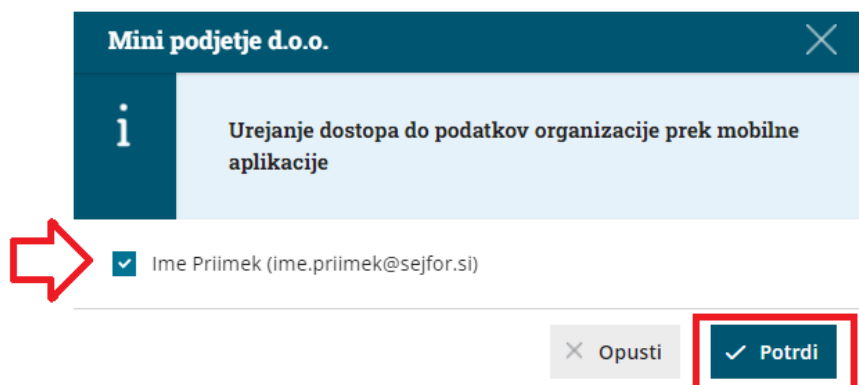 Mini podjetje d.o.o.
Urejanje dostopa do podatkov organizacije prek mobilne
aplikacije
Ime Priimek (ime.priimek@sejfor.si)
Opusti
Potrdi